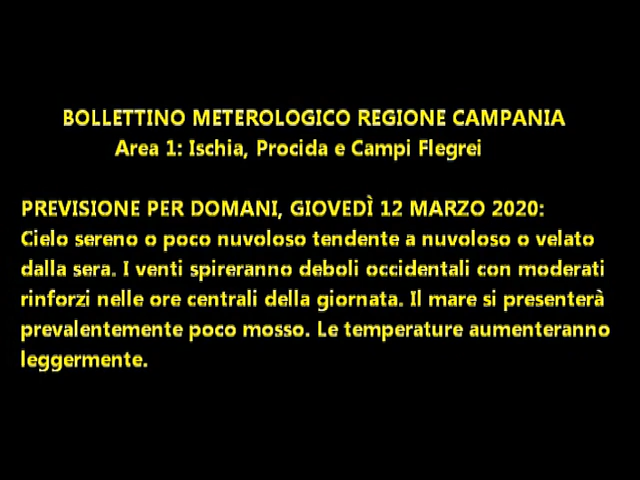 BOLLETTINO METEROLOGICO REGIONE CAMPANIA
Area 1: Ischia, Procida e Campi Flegrei
PREVISIONE PER DOMANI, GIOVEDÌ 12 MARZO 2020:
Cielo sereno o poco nuvoloso tendente a nuvoloso o velato
dalla sera. I venti spireranno deboli occidentali con moderati
rinforzi nelle ore centrali della giornata. Il mare si presenterà
prevalentemente poco mosso. Le temperature aumenteranno
leggermente.